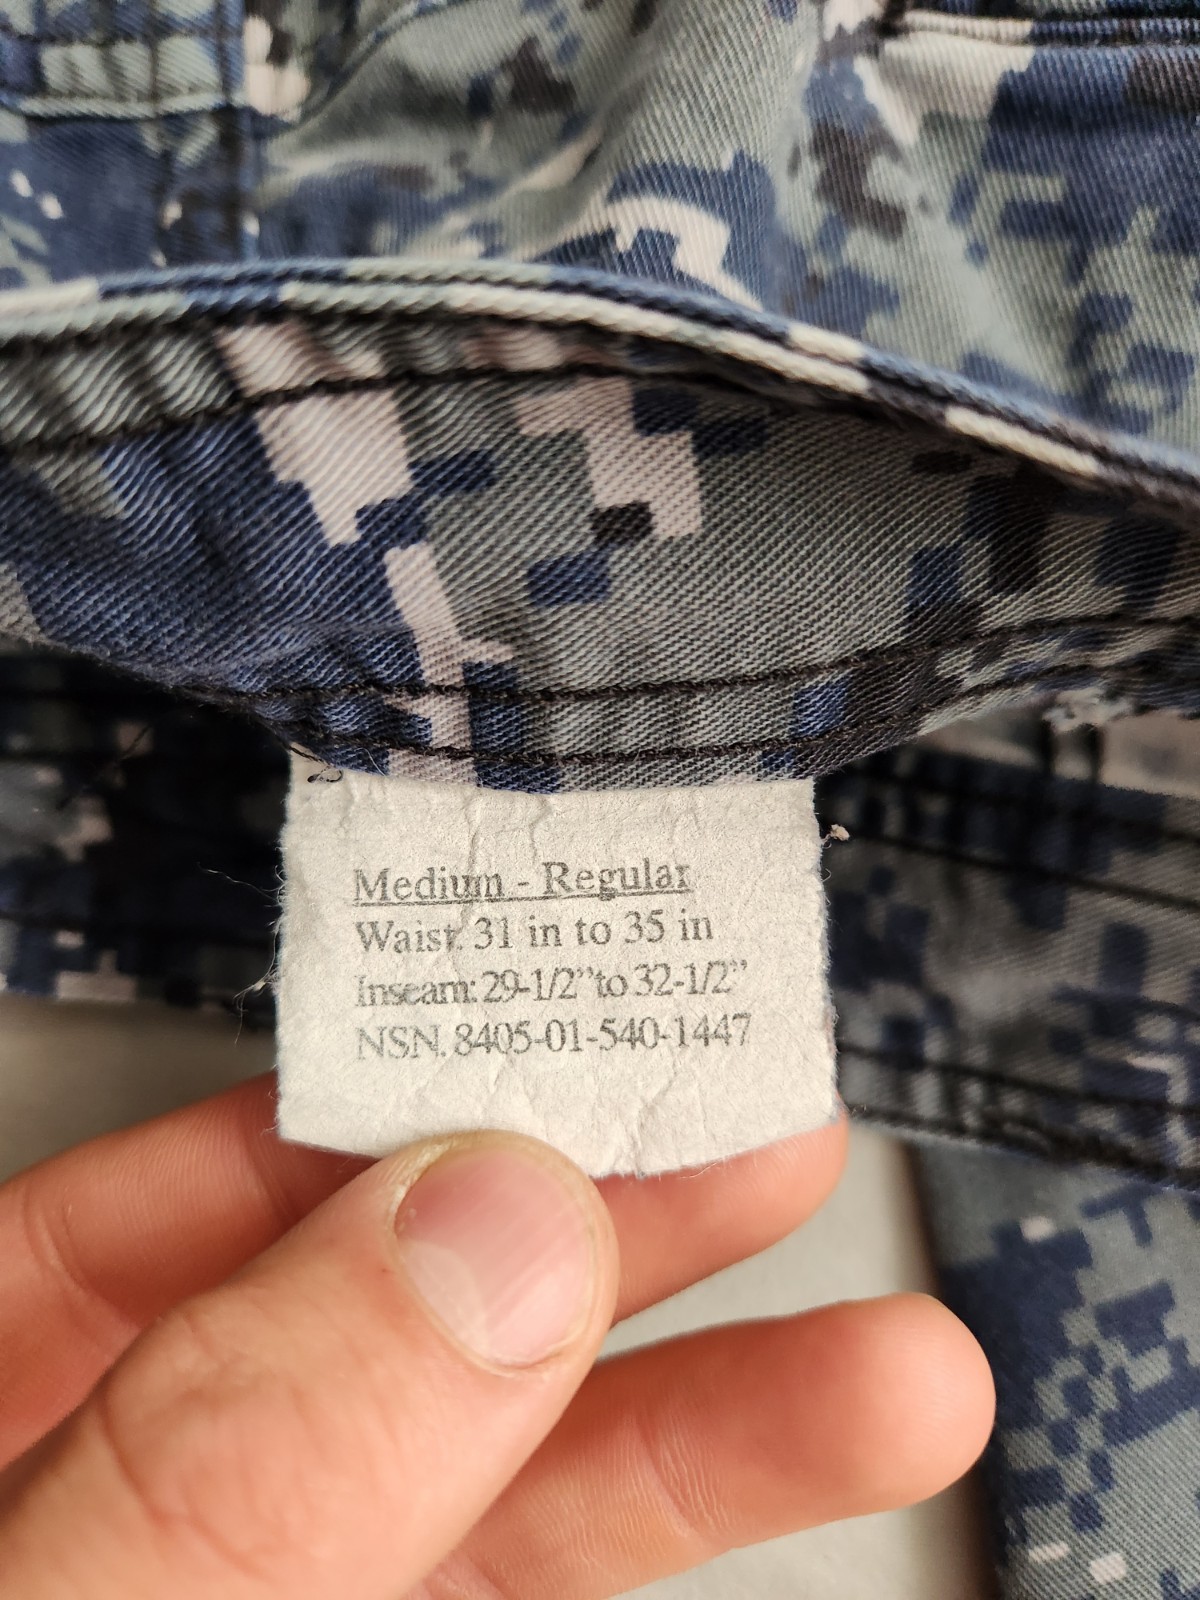 Medium - Regular
Waist: 31 in to 35 in
Inseam: 29-1/2" to 32-1/2"
NSN. 8405-01-540-1447